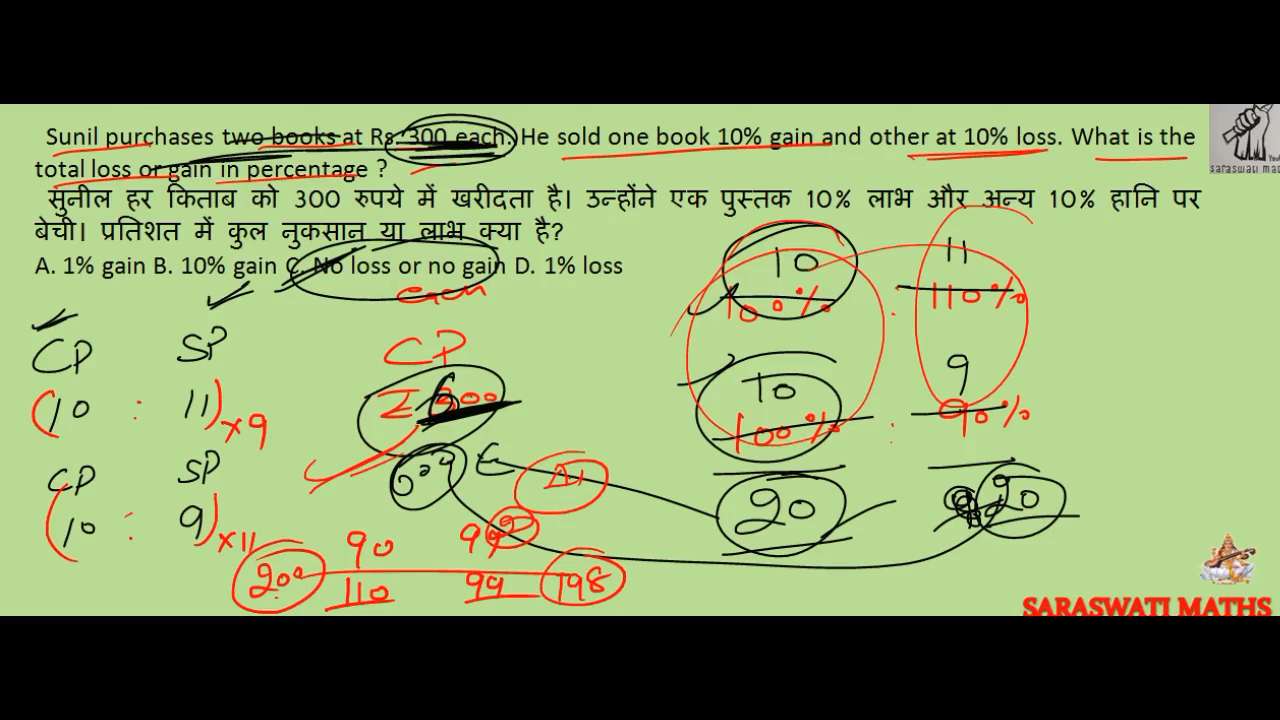 Sunil purchases two books at Rs. 300 each. He sold one book 10% gain and other at 10% loss. What is the
total loss or gain in percentage ?
सुनील हर किताब को 300 रुपये में खरीदता है। उन्होंने एक पुस्तक 10% लाभ और अन्य 10% हानि पर
बेची। प्रतिशत में कुल नुकसान या लाभ क्या है?
A. 1% gain B. 10% gain C. No loss or no gain D. 1% loss
each
10 11
100% : 110%
CP SP CP
10 9
10 : 11) ×9
100% : 90%
CP SP
20 20
(10 : 9) ×11
90 99
200 110 99 198
saraswati maths
SARASWATI MATHS